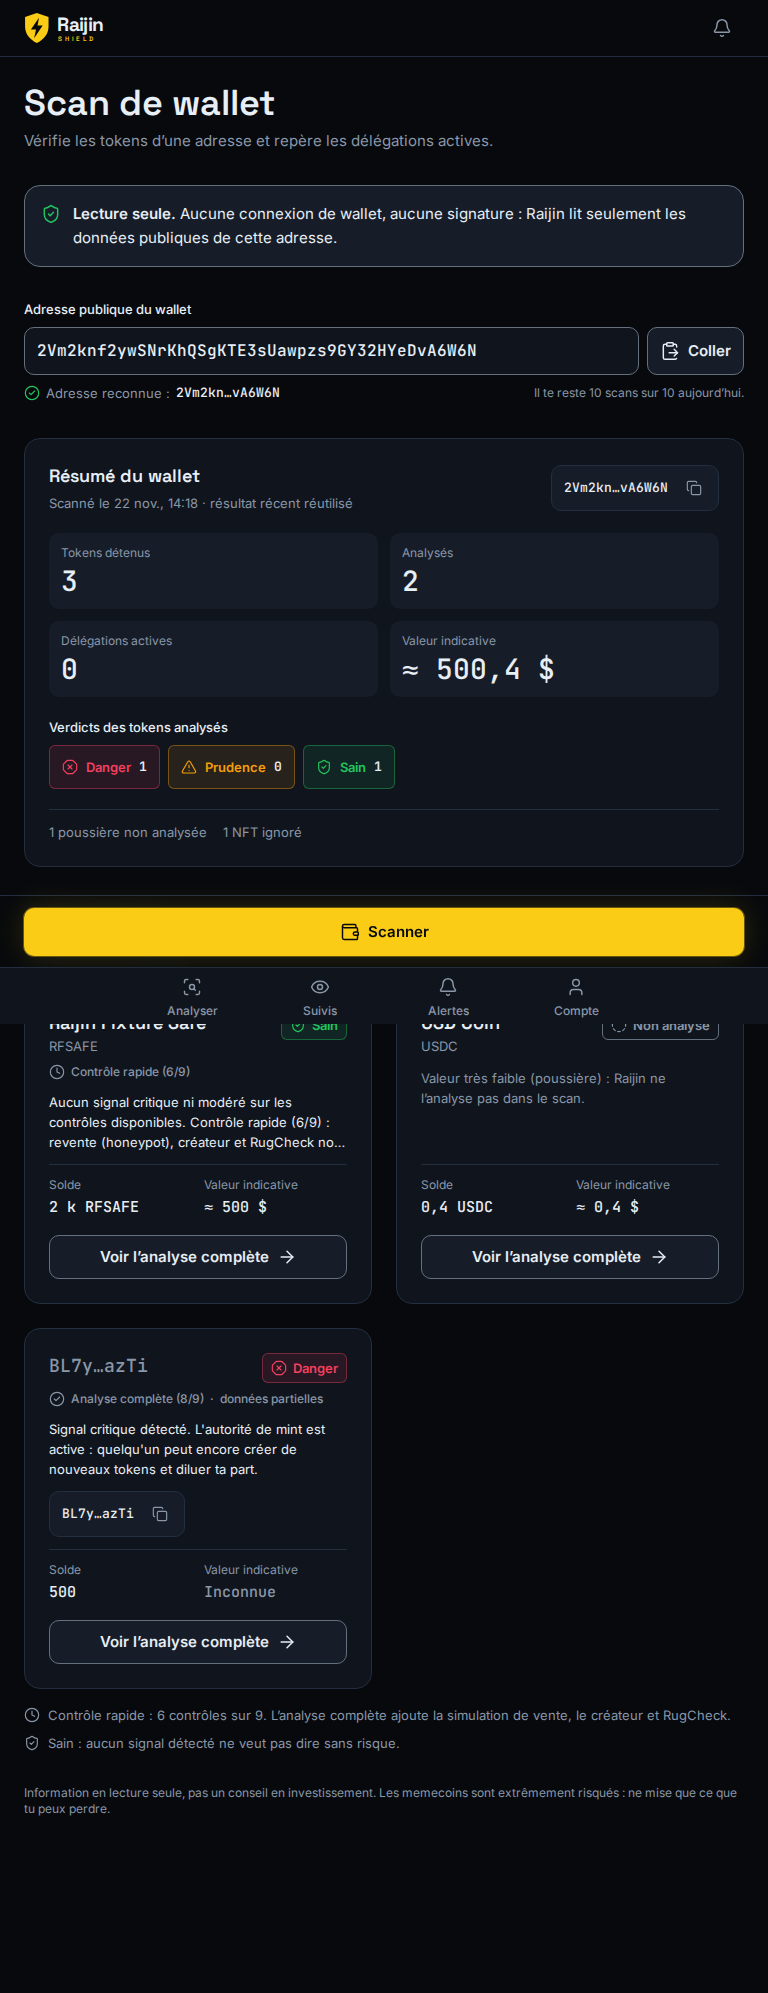 Raijin
SHIELD
Scan de wallet
Vérifie les tokens d’une adresse et repère les délégations actives.
Lecture seule. Aucune connexion de wallet, aucune signature : Raijin lit seulement les
données publiques de cette adresse.
Adresse publique du wallet
2Vm2knf2ywSNrKhQSgKTE3sUawpzs9GY32HYeDvA6W6N
Coller
Adresse reconnue : 2Vm2kn…vA6W6N
Il te reste 10 scans sur 10 aujourd’hui.
Résumé du wallet
Scanné le 22 nov., 14:18 · résultat récent réutilisé
2Vm2kn…vA6W6N
Tokens détenus
3
Analysés
2
Délégations actives
0
Valeur indicative
≈ 500,4 $
Verdicts des tokens analysés
Danger 1
Prudence 0
Sain 1
1 poussière non analysée 1 NFT ignoré
Scanner
Analyser
Suivis
Alertes
Compte
Raijin Fixture Safe
Sain
RFSAFE
Contrôle rapide (6/9)
Aucun signal critique ni modéré sur les
contrôles disponibles. Contrôle rapide (6/9) :
revente (honeypot), créateur et RugCheck no…
Solde
2 k RFSAFE
Valeur indicative
≈ 500 $
Voir l’analyse complète
USD Coin
Non analysé
USDC
Valeur très faible (poussière) : Raijin ne
l’analyse pas dans le scan.
Solde
0,4 USDC
Valeur indicative
≈ 0,4 $
Voir l’analyse complète
BL7y…azTi
Danger
Analyse complète (8/9) · données partielles
Signal critique détecté. L'autorité de mint est
active : quelqu'un peut encore créer de
nouveaux tokens et diluer ta part.
BL7y…azTi
Solde
500
Valeur indicative
Inconnue
Voir l’analyse complète
Contrôle rapide : 6 contrôles sur 9. L’analyse complète ajoute la simulation de vente, le créateur et RugCheck.
Sain : aucun signal détecté ne veut pas dire sans risque.
Information en lecture seule, pas un conseil en investissement. Les memecoins sont extrêmement risqués : ne mise que ce que
tu peux perdre.